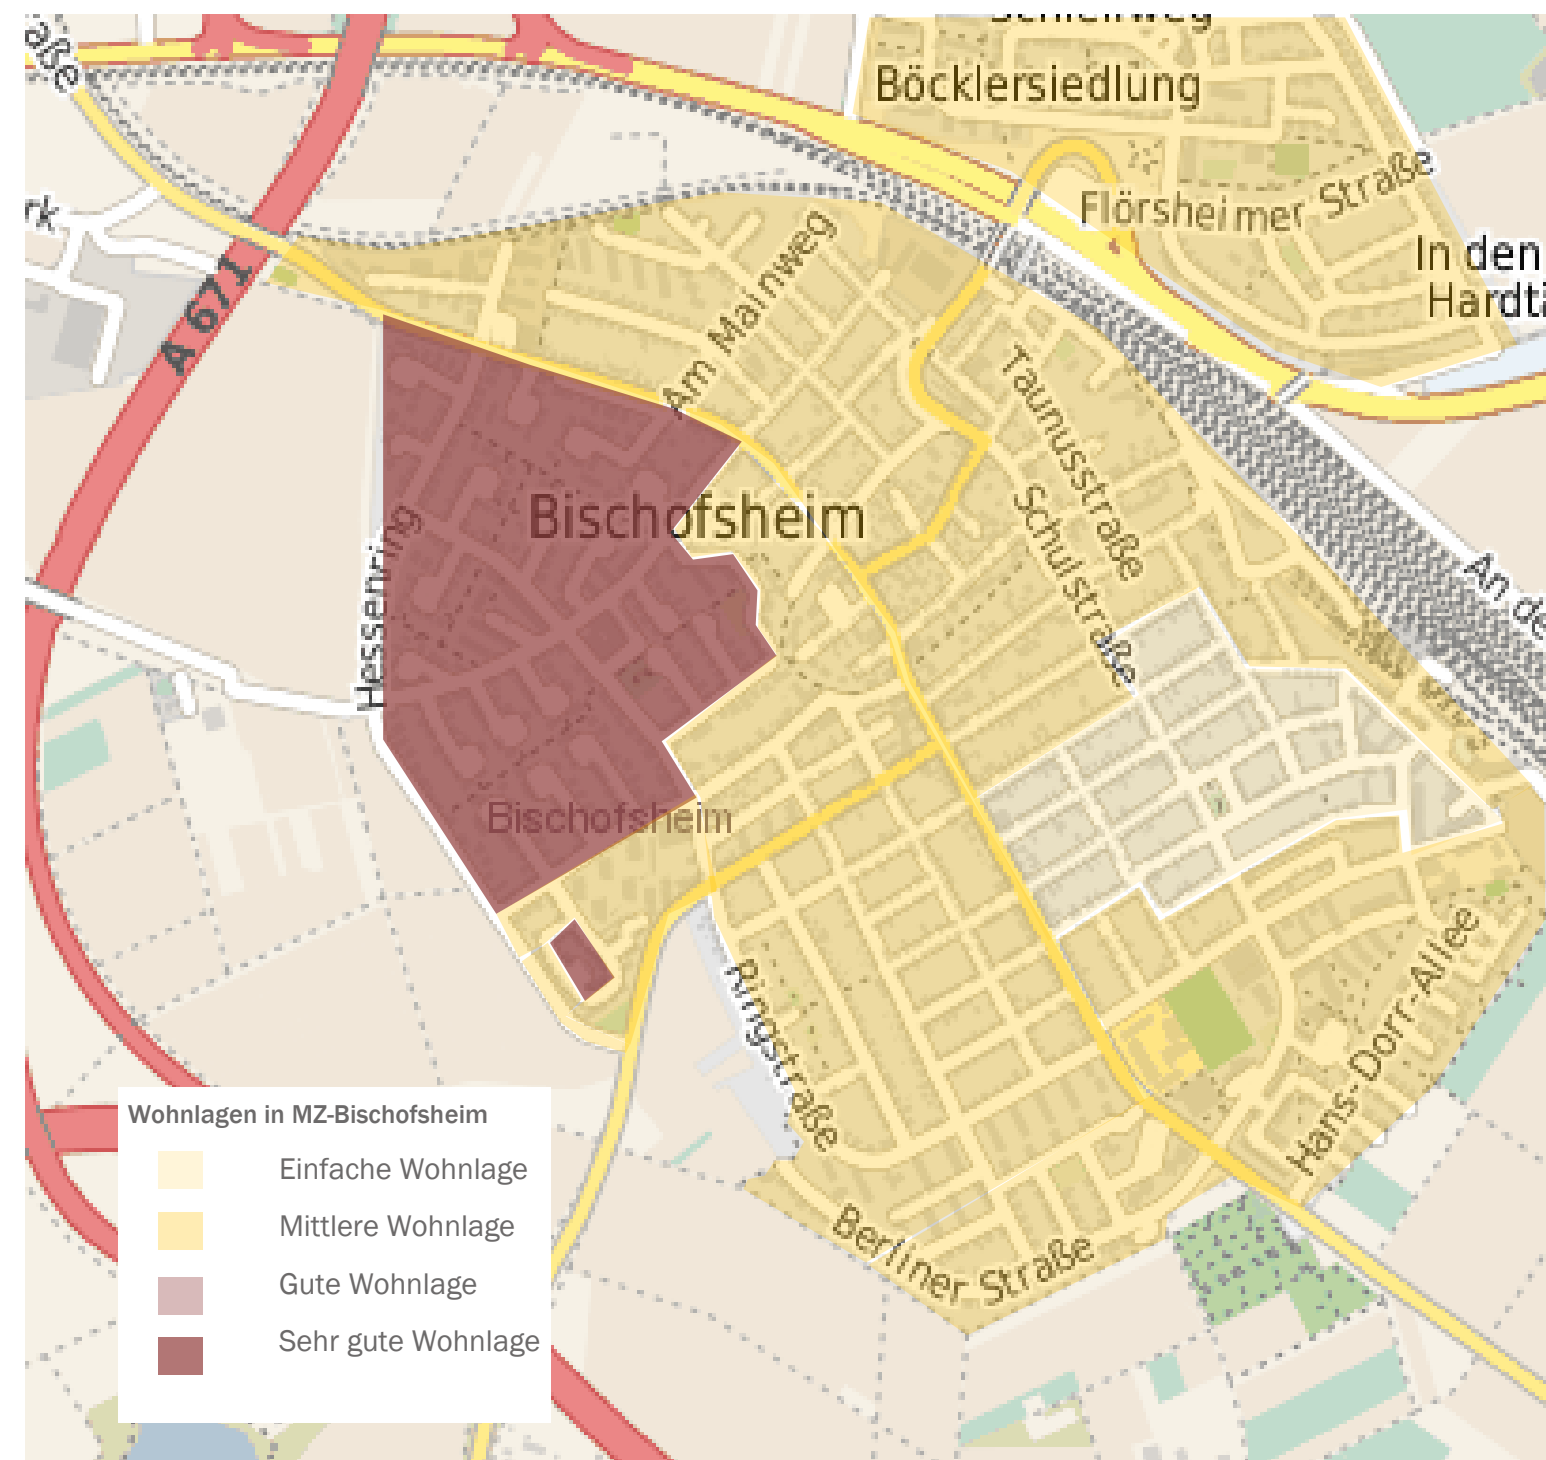 Böcklersiedlung
Flörsheimer Straße
In den
A 671
Am Mainweg
Taunusstraße
Bischofsheim
Schulstraße
Hessenring
Bischofsheim
Ringstraße
Hans-Dorr-Allee
Berliner Straße
Wohnlagen in MZ-Bischofsheim
Einfache Wohnlage
Mittlere Wohnlage
Gute Wohnlage
Sehr gute Wohnlage